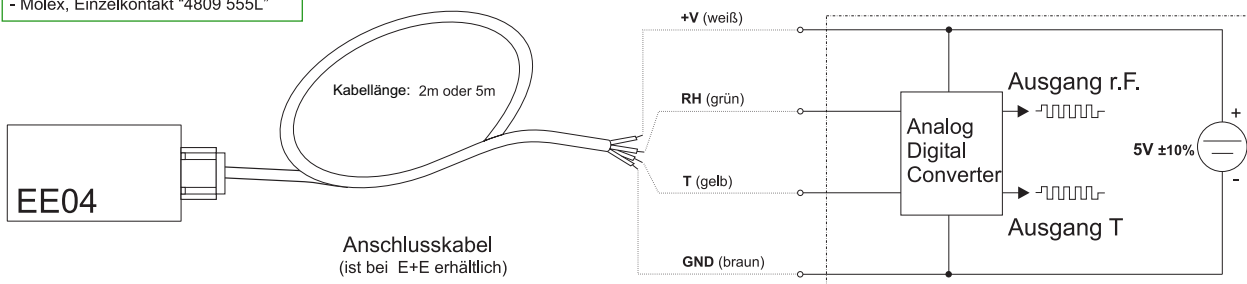 - Molex, Einzelkontakt "4809 555L"
+V (weiß)
Kabellänge: 2m oder 5m
RH (grün)
Ausgang r.F.
Analog
Digital
Converter
+
5V ±10%
-
EE04
T (gelb)
Ausgang T
Anschlusskabel
(ist bei E+E erhältlich)
GND (braun)